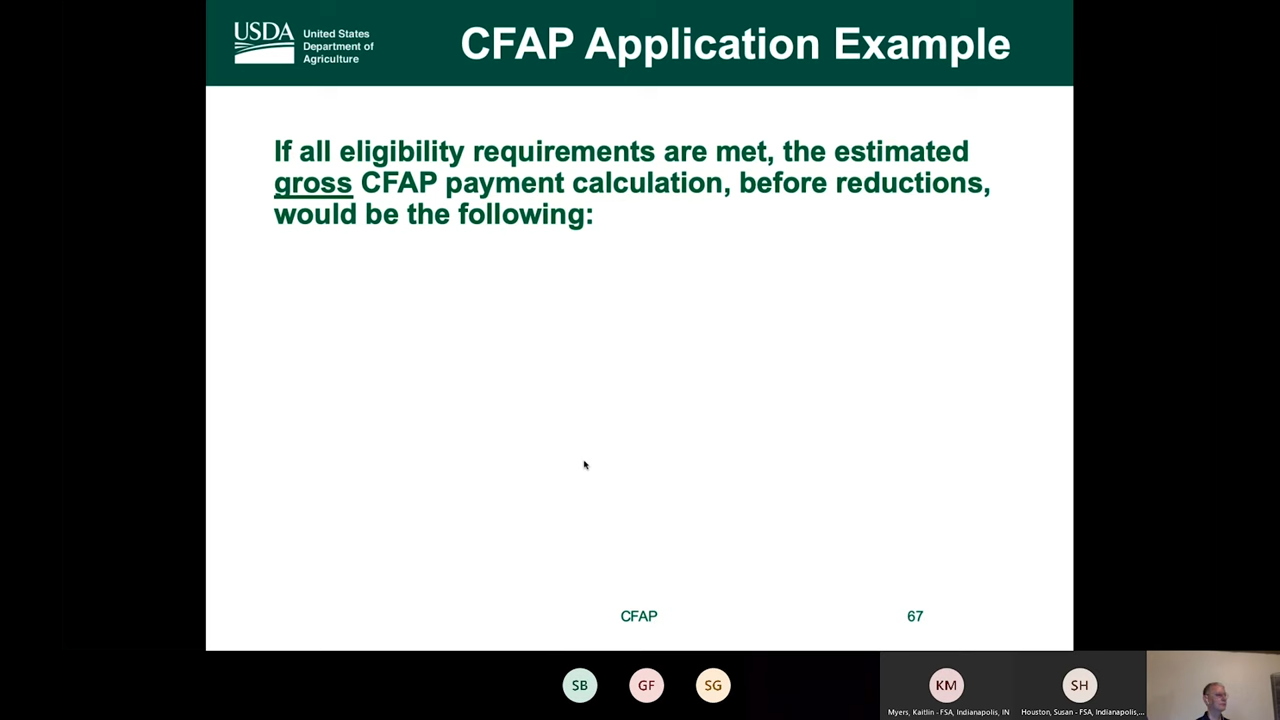 USDA
United States
Department of
Agriculture
CFAP Application Example
If all eligibility requirements are met, the estimated
gross CFAP payment calculation, before reductions,
would be the following:
CFAP
67
SB
GF
SG
KM
SH
Myers, Kaitlin - FSA, Indianapolis, IN
Houston, Susan - FSA, Indianapolis,...